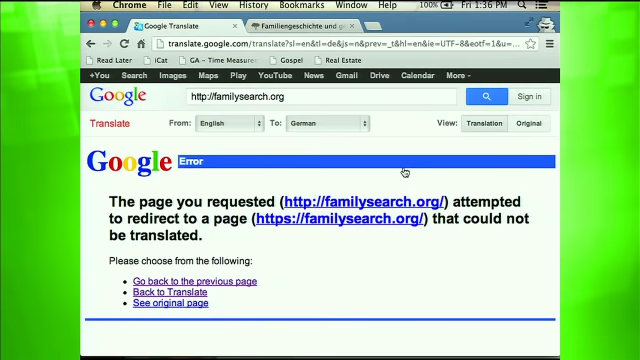 Chrome File Edit View History Bookmarks Window Help 100% Fri 1:36 PM
Google Translate Familiengeschichte und ge
translate.google.com/translate?sl=en&tl=de&js=n&prev=_t&hl=en&ie=UTF-8&eotf=1&u=...
Read Later iCat GA - Time Measurer Gospel Real Estate
+You Search Images Maps Play YouTube News Gmail Drive Calendar More
Google http://familysearch.org Sign in
Translate From: English To: German View: Translation Original
Google Error
The page you requested (http://familysearch.org/) attempted
to redirect to a page (https://familysearch.org/) that could not
be translated.
Please choose from the following:
• Go back to the previous page
• Back to Translate
• See original page